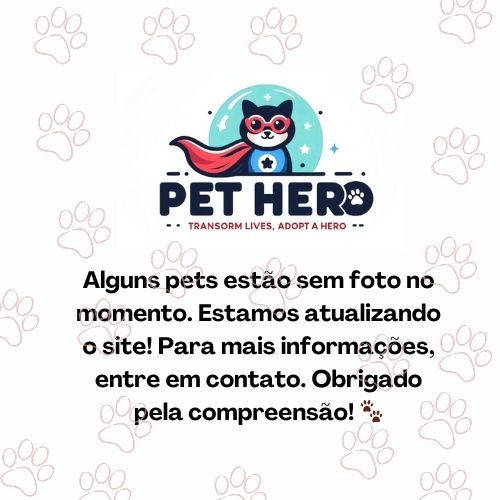 PET HERO
TRANSORM LIVES, ADOPT A HERO
Alguns pets estão sem foto no
momento. Estamos atualizando
o site! Para mais informações,
entre em contato. Obrigado
pela compreensão! 🐾